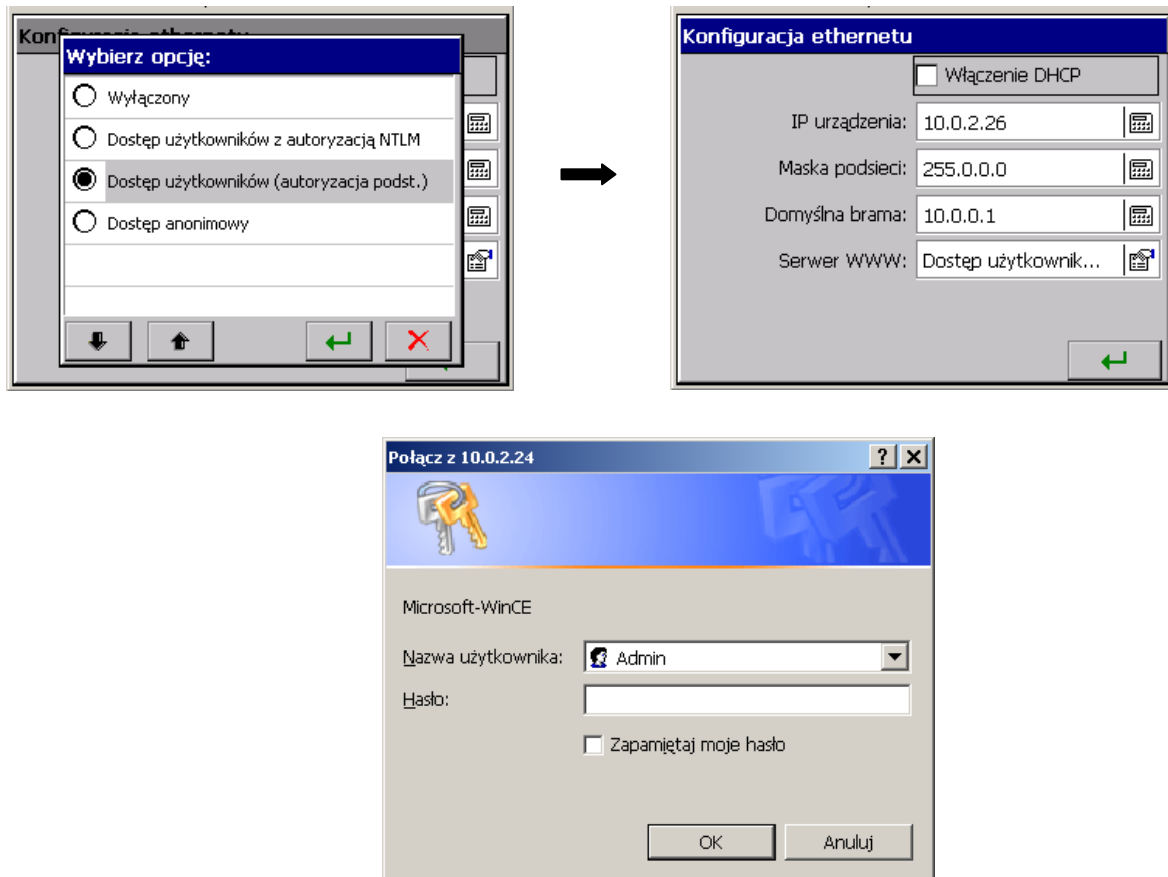 Wybierz opcję:
Wyłączony
Dostęp użytkowników z autoryzacją NTLM
Dostęp użytkowników (autoryzacja podst.)
Dostęp anonimowy
Konfiguracja ethernetu
Włączenie DHCP
IP urządzenia: 10.0.2.26
Maska podsieci: 255.0.0.0
Domyślna brama: 10.0.0.1
Serwer WWW: Dostęp użytkownik...
Połącz z 10.0.2.24
Microsoft-WinCE
Nazwa użytkownika: Admin
Hasło:
Zapamiętaj moje hasło
OK Anuluj